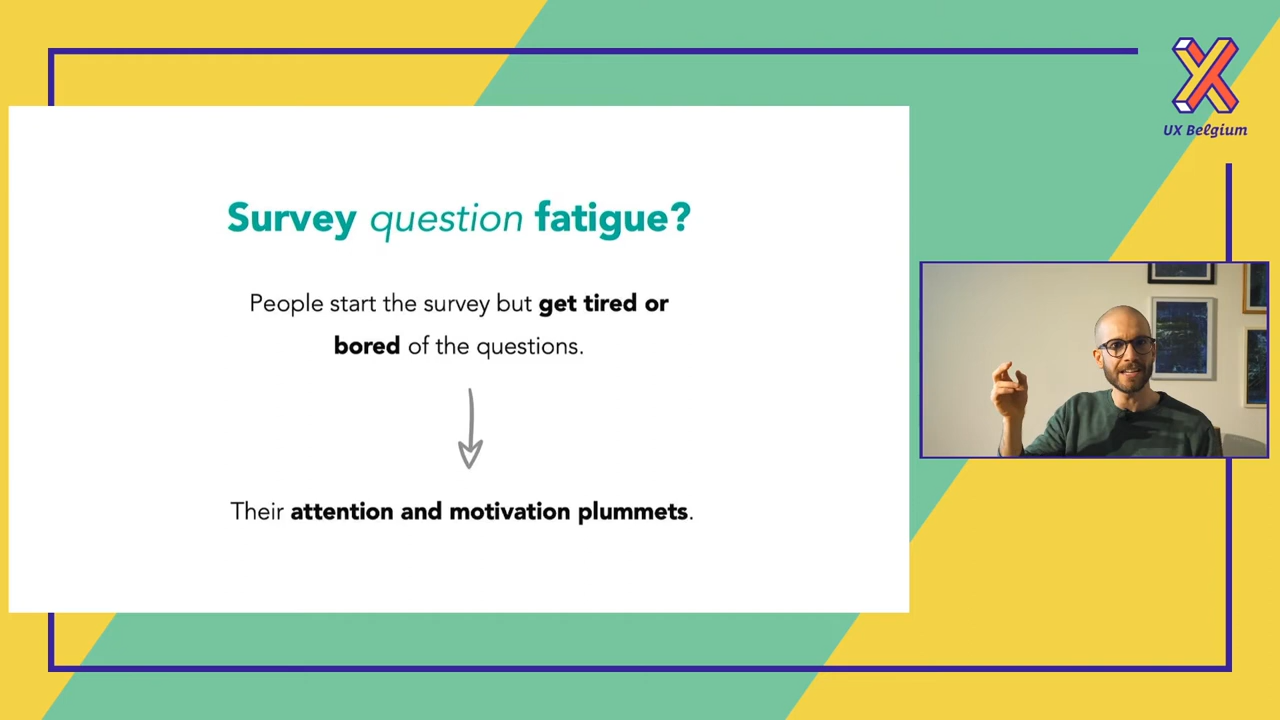 UX Belgium
Survey question fatigue?
People start the survey but get tired or
bored of the questions.
Their attention and motivation plummets.